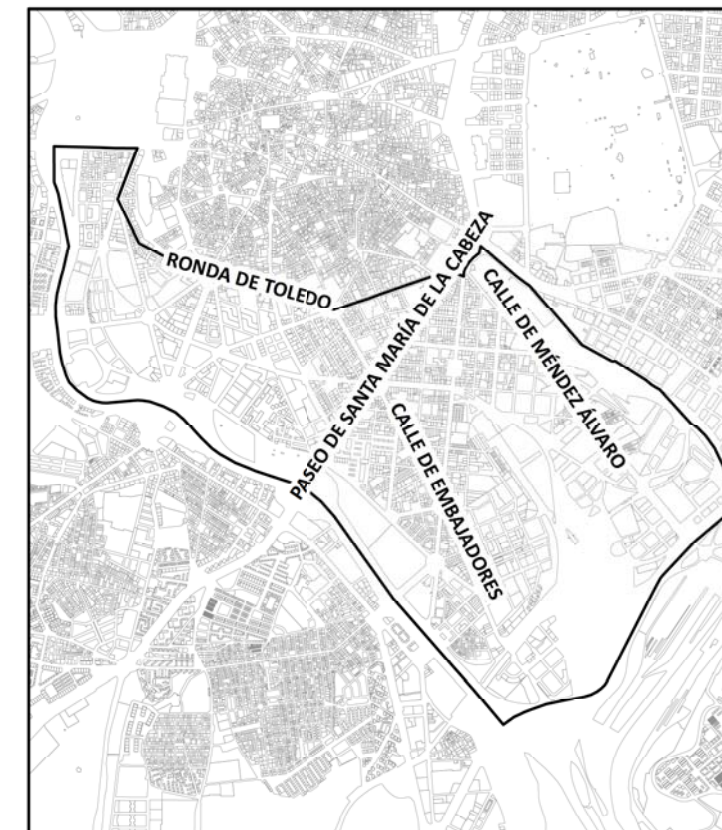 RONDA DE TOLEDO
PASEO DE SANTA MARÍA DE LA CABEZA
CALLE DE MÉNDEZ ÁLVARO
CALLE DE EMBAJADORES